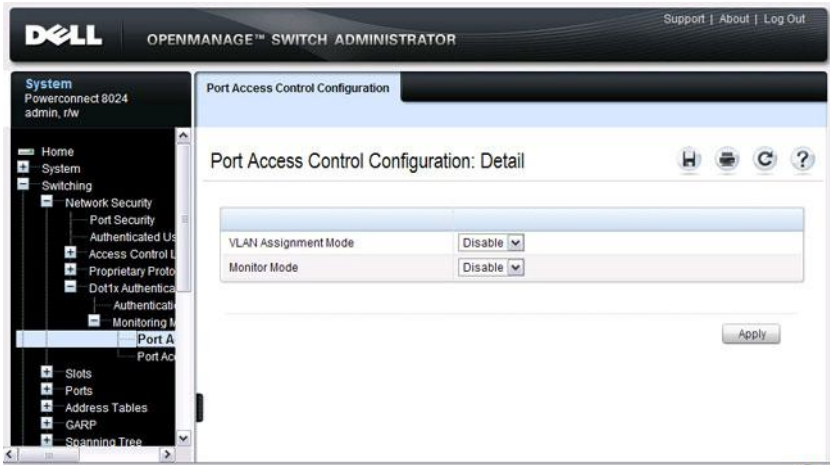 Support | About | Log Out
DELL
OPENMANAGE™ SWITCH ADMINISTRATOR
System
Powerconnect 8024
admin, r/w
Port Access Control Configuration
Home
System
Switching
Network Security
Port Security
Authenticated Us
Access Control L
Proprietary Proto
Dot1x Authentica
Authenticati
Monitoring M
Port A
Port Acc
Slots
Ports
Address Tables
GARP
Spanning Tree
Port Access Control Configuration: Detail
?
VLAN Assignment Mode Disable
Monitor Mode Disable
Apply